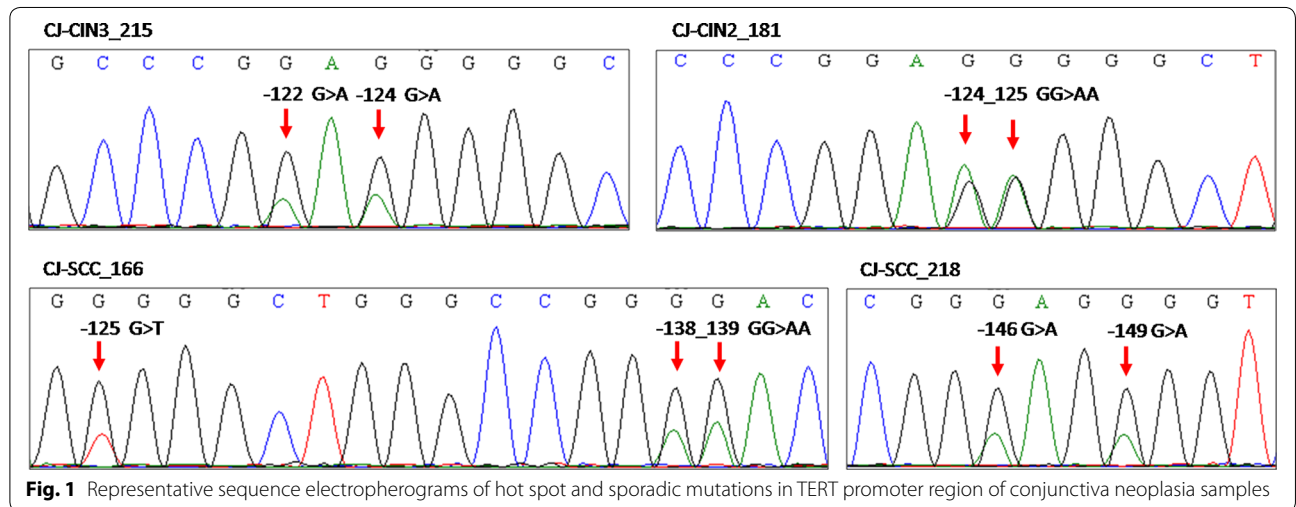 CJ-CIN3_215
G C C C G G A G G G G G C
-122 G>A -124 G>A
CJ-CIN2_181
C C C G G A G G G G G C T
-124_125 GG>AA
CJ-SCC_166
G G G G G C T G G G C C G G G G A C
-125 G>T -138_139 GG>AA
CJ-SCC_218
C G G G A G G G G T
-146 G>A -149 G>A
Fig. 1 Representative sequence electropherograms of hot spot and sporadic mutations in TERT promoter region of conjunctiva neoplasia samples